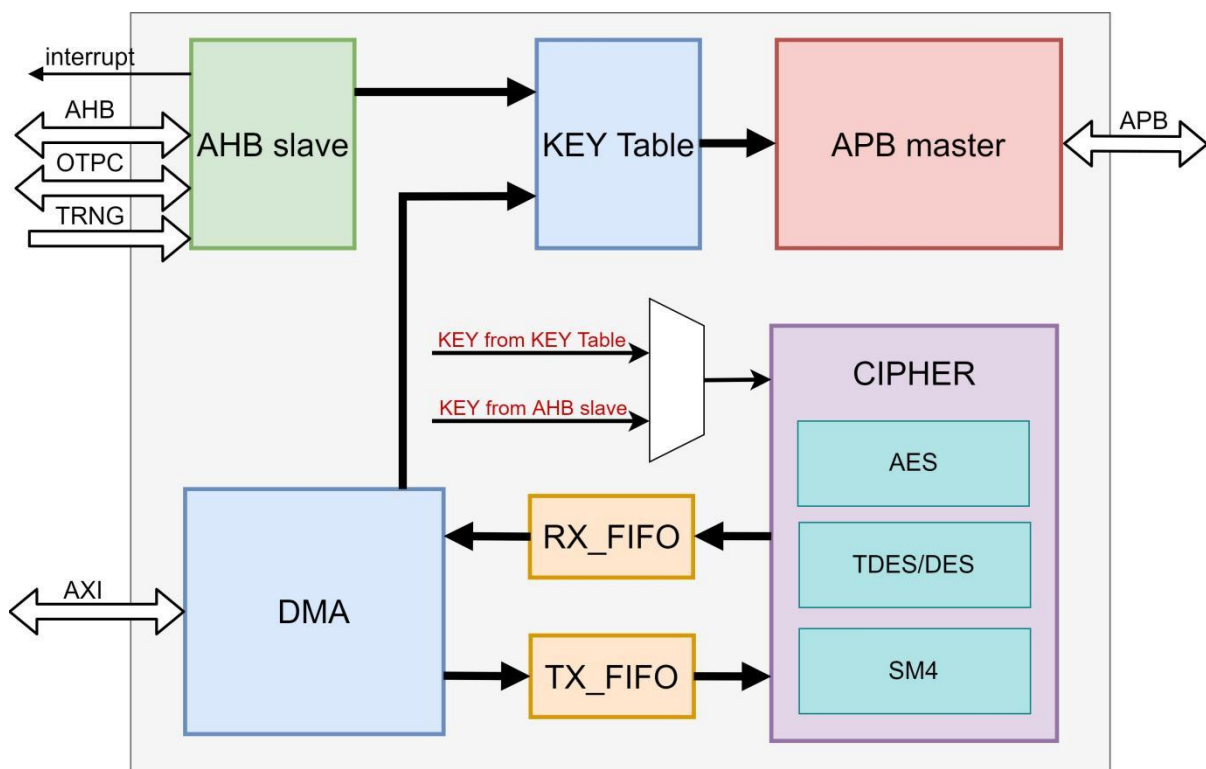 interrupt
AHB
OTPC
TRNG
AHB slave
KEY Table
APB master
APB
KEY from KEY Table
KEY from AHB slave
CIPHER
AES
TDES/DES
SM4
RX_FIFO
TX_FIFO
AXI
DMA